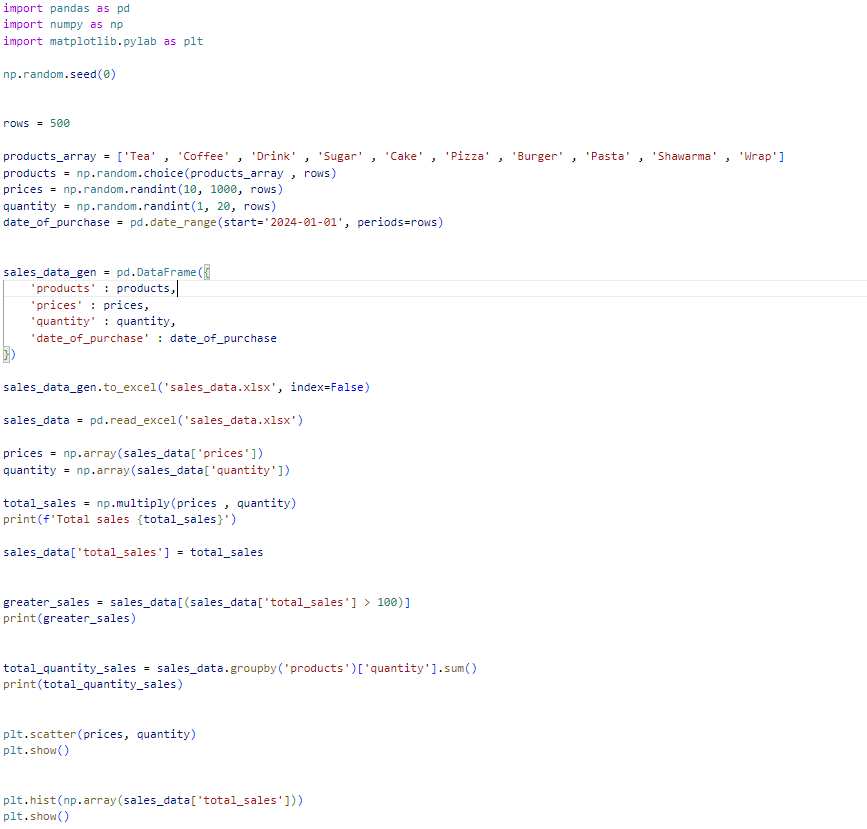 import pandas as pd
import numpy as np
import matplotlib.pylab as plt
np.random.seed(0)
rows = 500
products_array = ['Tea' , 'Coffee' , 'Drink' , 'Sugar' , 'Cake' , 'Pizza' , 'Burger' , 'Pasta' , 'Shawarma' , 'Wrap']
products = np.random.choice(products_array , rows)
prices = np.random.randint(10, 1000, rows)
quantity = np.random.randint(1, 20, rows)
date_of_purchase = pd.date_range(start='2024-01-01', periods=rows)
sales_data_gen = pd.DataFrame({
    'products' : products,
    'prices' : prices,
    'quantity' : quantity,
    'date_of_purchase' : date_of_purchase
})
sales_data_gen.to_excel('sales_data.xlsx', index=False)
sales_data = pd.read_excel('sales_data.xlsx')
prices = np.array(sales_data['prices'])
quantity = np.array(sales_data['quantity'])
total_sales = np.multiply(prices , quantity)
print(f'Total sales {total_sales}')
sales_data['total_sales'] = total_sales
greater_sales = sales_data[(sales_data['total_sales'] > 100)]
print(greater_sales)
total_quantity_sales = sales_data.groupby('products')['quantity'].sum()
print(total_quantity_sales)
plt.scatter(prices, quantity)
plt.show()
plt.hist(np.array(sales_data['total_sales']))
plt.show()